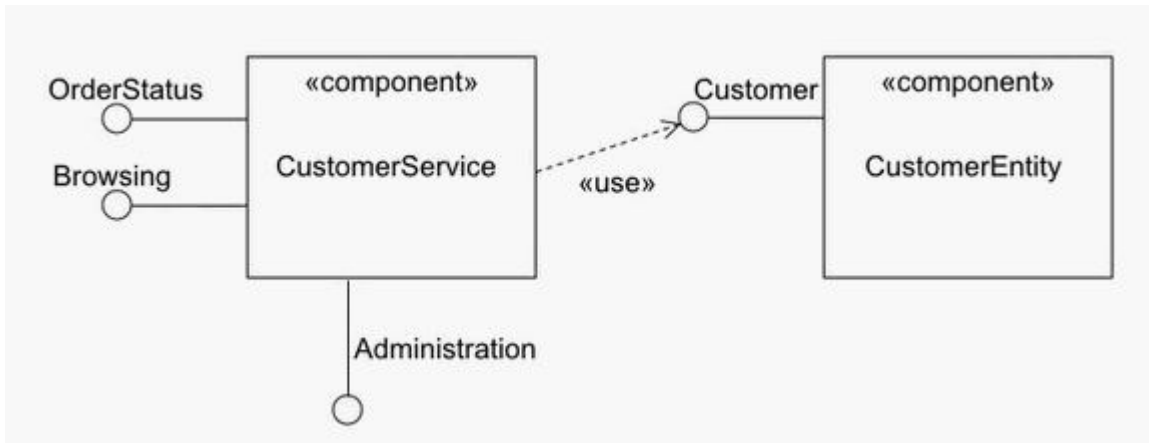 OrderStatus
Browsing
«component»
CustomerService
Administration
«use»
Customer
«component»
CustomerEntity